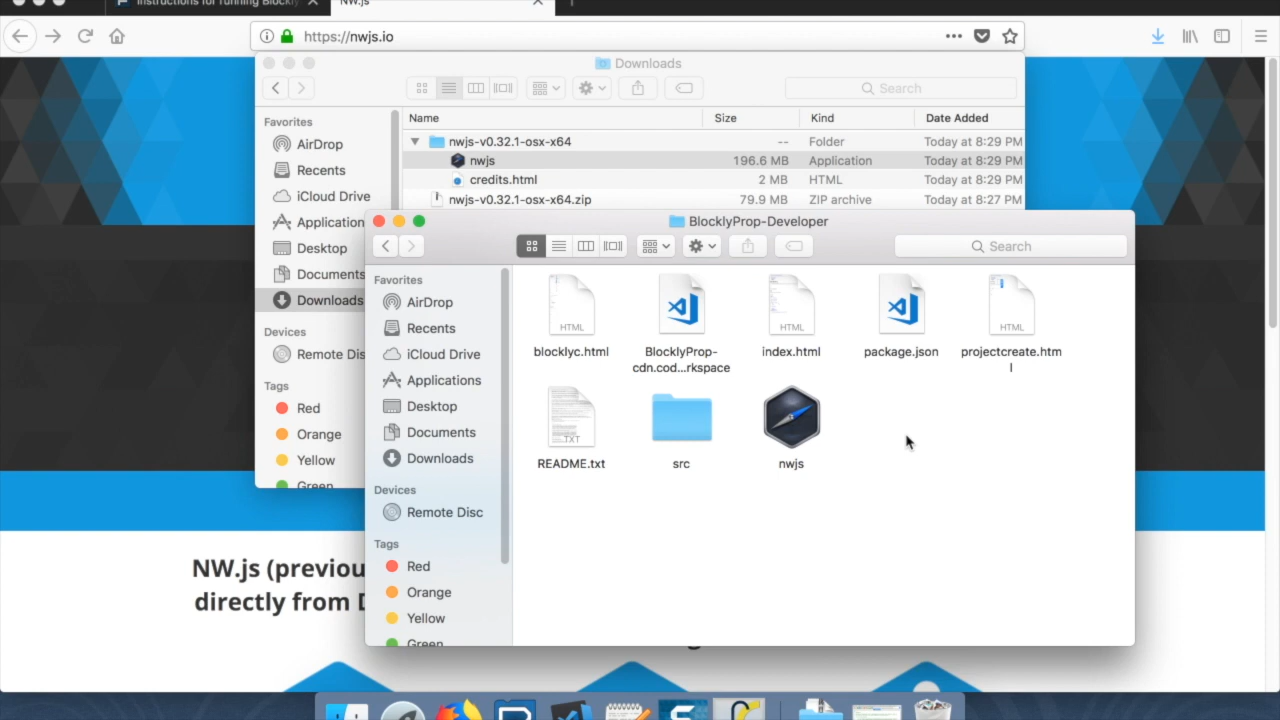 Instructions for running Blockly
NW.js
https://nwjs.io
Downloads
Search
Favorites
AirDrop
Recents
iCloud Drive
Application
Desktop
Documents
Downloads
Devices
Remote Dis
Tags
Red
Orange
Yellow
Green
Name
Size
Kind
Date Added
nwjs-v0.32.1-osx-x64
--
Folder
Today at 8:29 PM
nwjs
196.6 MB
Application
Today at 8:29 PM
credits.html
2 MB
HTML
Today at 8:29 PM
nwjs-v0.32.1-osx-x64.zip
79.9 MB
ZIP archive
Today at 8:27 PM
BlocklyProp-Developer
Search
Favorites
AirDrop
Recents
iCloud Drive
Applications
Desktop
Documents
Downloads
Devices
Remote Disc
Tags
Red
Orange
Yellow
Green
HTML
blocklyc.html
BlocklyProp-
cdn.cod...rkspace
HTML
index.html
package.json
HTML
projectcreate.htm
l
TXT
README.txt
src
nwjs
NW.js (previou
directly from D